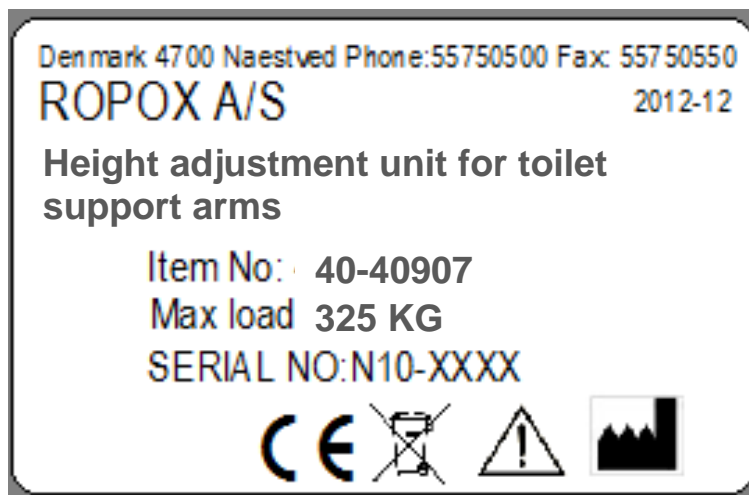 Denmark 4700 Naestved Phone:55750500 Fax: 55750550
ROPOX A/S 2012-12
Height adjustment unit for toilet
support arms
Item No: 40-40907
Max load 325 KG
SERIAL NO:N10-XXXX
CE